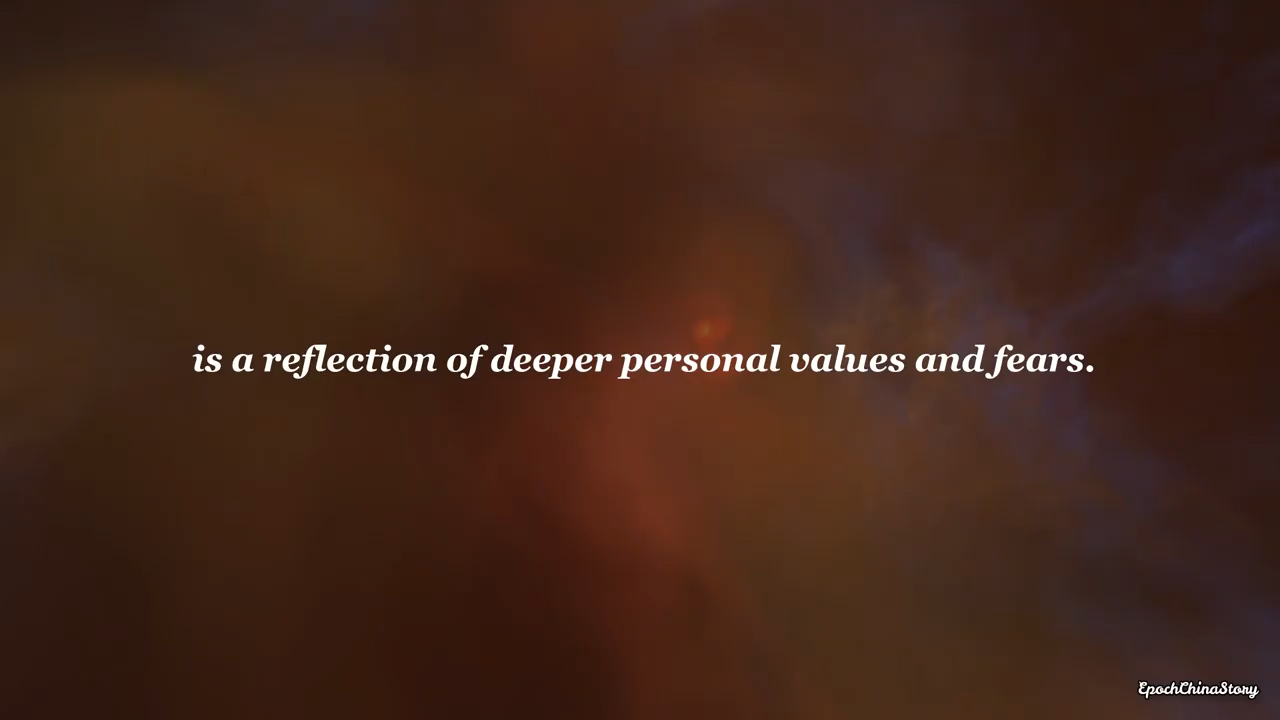 is a reflection of deeper personal values and fears.
EpochChinaStory